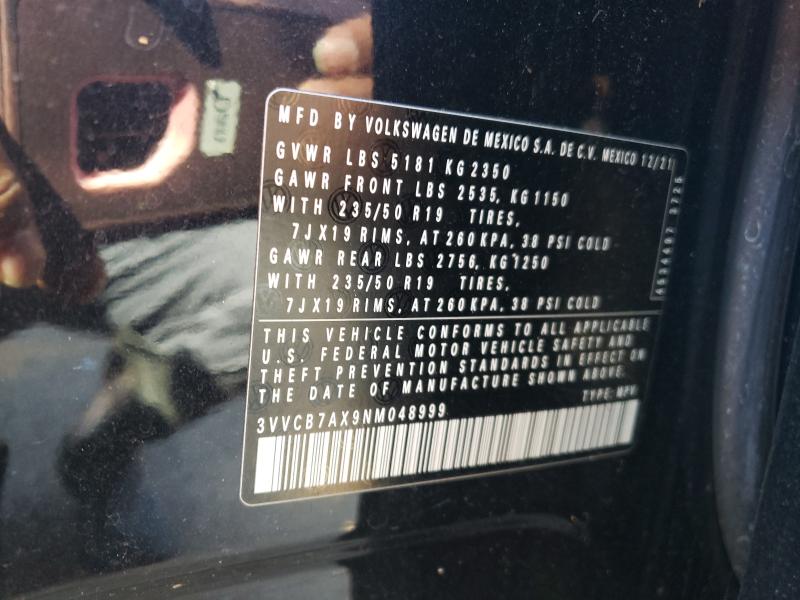 MFD BY VOLKSWAGEN DE MEXICO S.A. DE C.V. MEXICO 12/21
GVWR LBS 5181 KG 2350
GAWR FRONT LBS 2535, KG 1150
WITH 235/50 R19 TIRES,
7JX19 RIMS, AT 260 KPA, 38 PSI COLD
GAWR REAR LBS 2756, KG 1250
WITH 235/50 R19 TIRES,
7JX19 RIMS, AT 260 KPA, 38 PSI COLD
THIS VEHICLE CONFORMS TO ALL APPLICABLE
U.S. FEDERAL MOTOR VEHICLE SAFETY AND
THEFT PREVENTION STANDARDS IN EFFECT ON
THE DATE OF MANUFACTURE SHOWN ABOVE.
TYPE: MPV
3VVCB7AX9NM048999